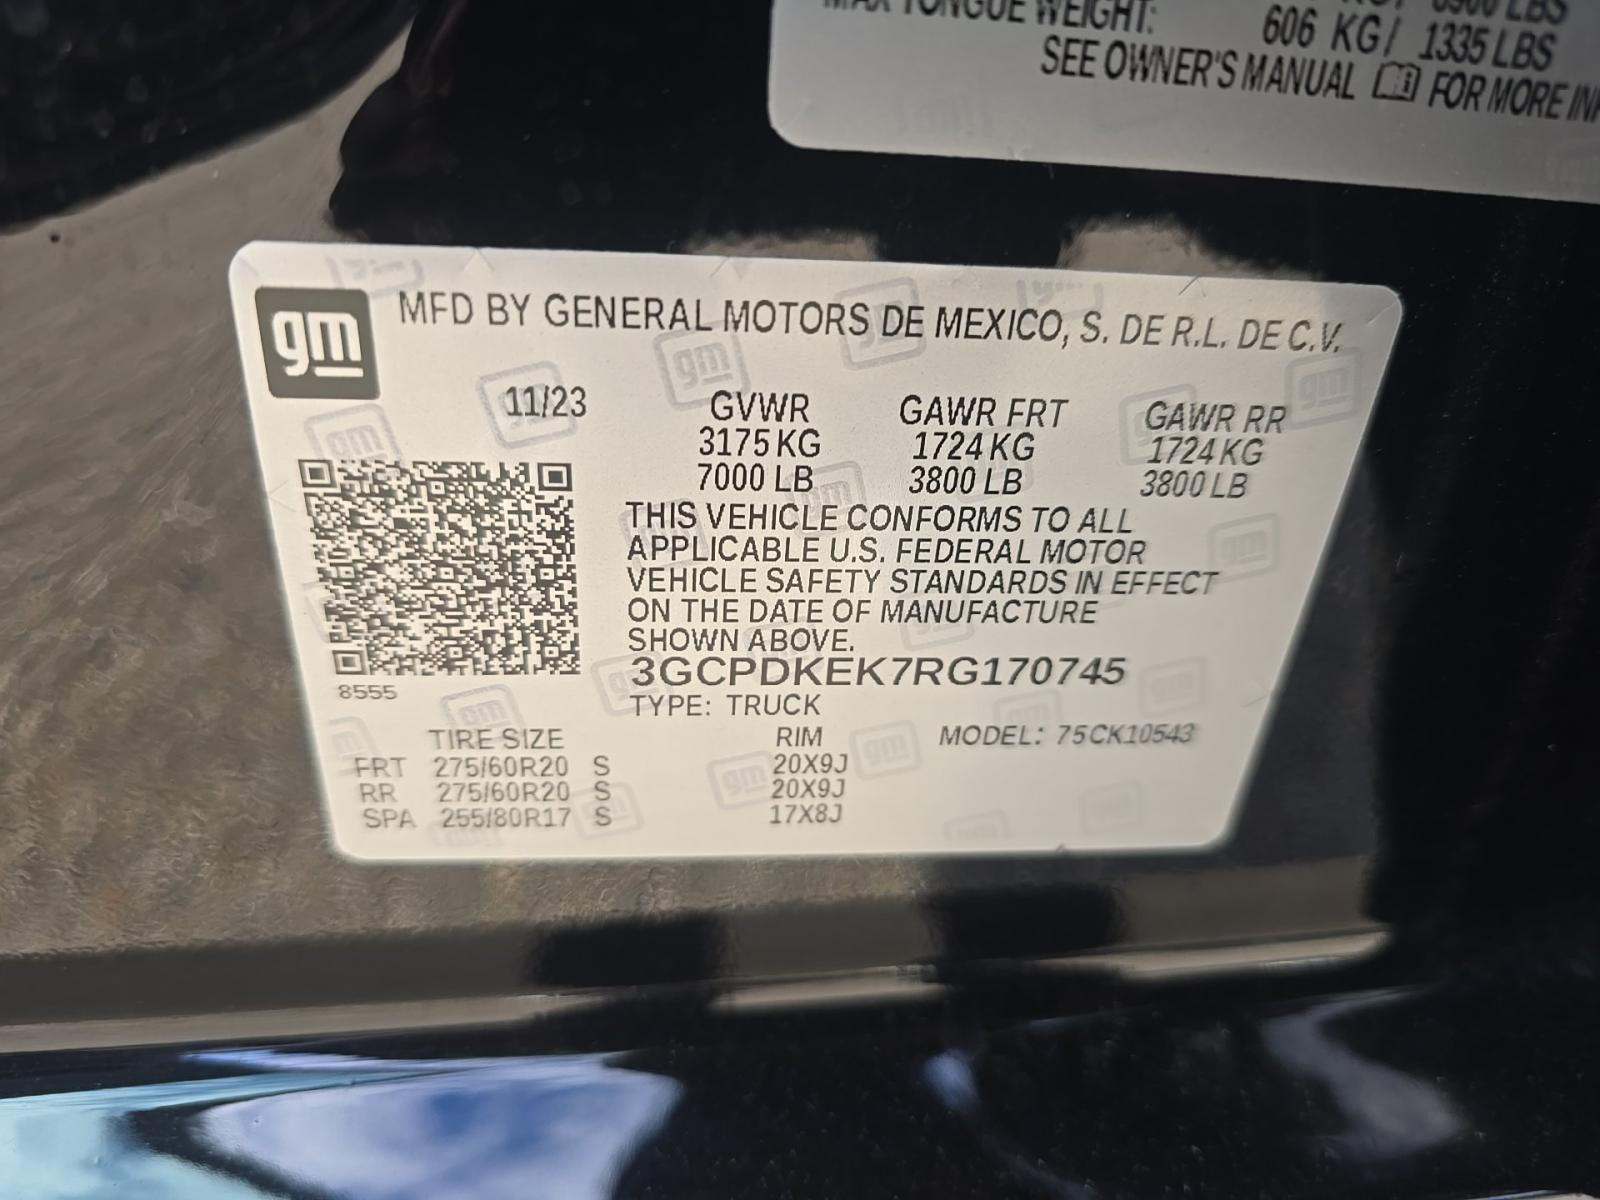 MAX TONGUE WEIGHT: 606 KG/ 1335 LBS
SEE OWNER'S MANUAL FOR MORE
gm
MFD BY GENERAL MOTORS DE MEXICO, S. DE R.L. DE C.V.
11/23 GVWR GAWR FRT GAWR RR
3175 KG 1724 KG 1724 KG
7000 LB 3800 LB 3800 LB
THIS VEHICLE CONFORMS TO ALL
APPLICABLE U.S. FEDERAL MOTOR
VEHICLE SAFETY STANDARDS IN EFFECT
ON THE DATE OF MANUFACTURE
SHOWN ABOVE.
3GCPDKEK7RG170745
8555
TYPE: TRUCK
TIRE SIZE RIM MODEL: 75CK10543
FRT 275/60R20 S 20X9J
RR 275/60R20 S 20X9J
SPA 255/80R17 S 17X8J